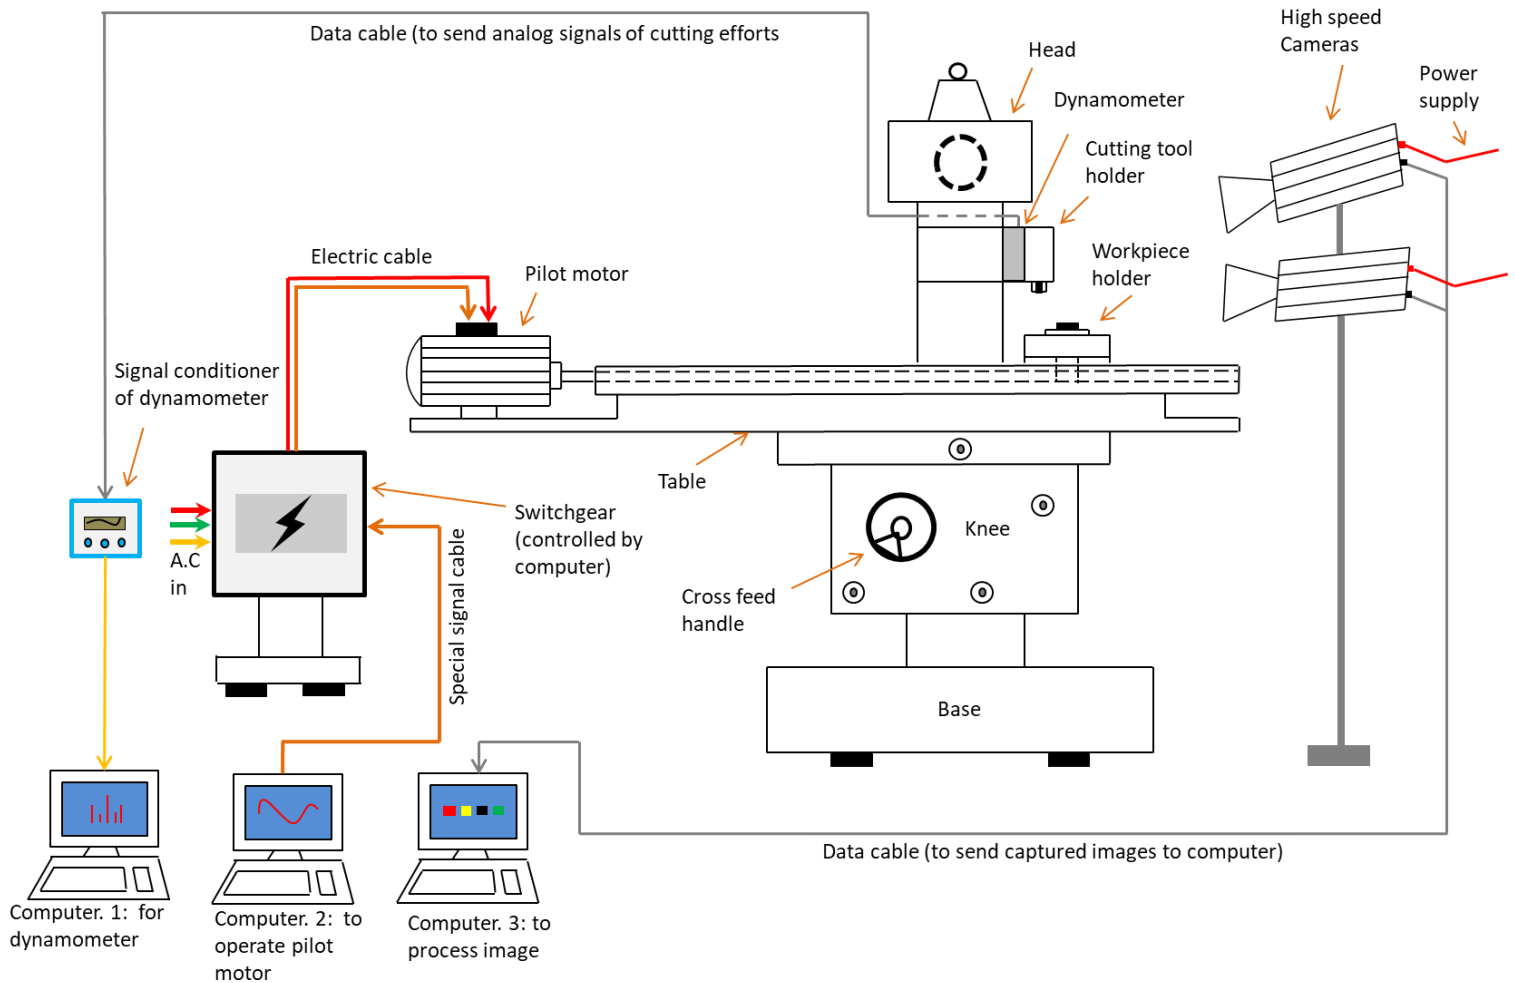 Data cable (to send analog signals of cutting efforts
High speed
Cameras
Head
Power
supply
Dynamometer
Cutting tool
holder
Workpiece
holder
Electric cable
Pilot motor
Signal conditioner
of dynamometer
Table
Switchgear
(controlled by
computer)
Knee
A.C
in
Special signal cable
Cross feed
handle
Base
Data cable (to send captured images to computer)
Computer. 1: for
dynamometer
Computer. 2: to
operate pilot
motor
Computer. 3: to
process image